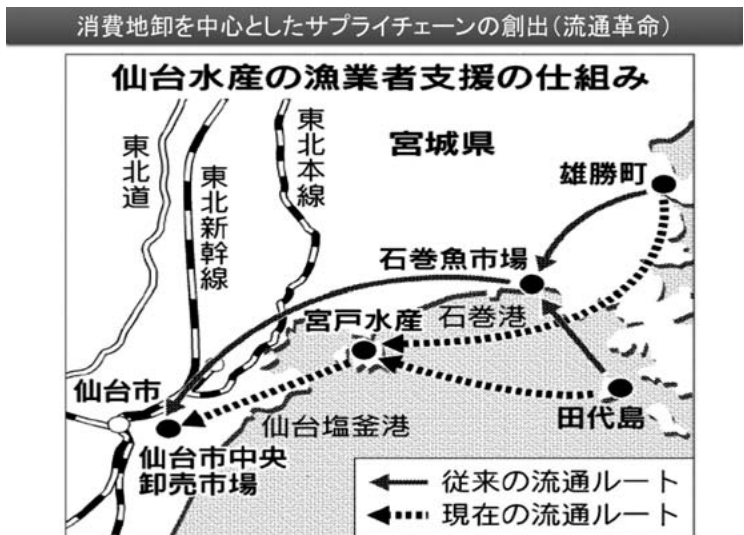 消費地卸を中心としたサプライチェーンの創出(流通革命)
仙台水産の漁業者支援の仕組み
東北道
東北新幹線
東北本線
宮城県
雄勝町
石巻魚市場
石巻港
宮戸水産
田代島
仙台市
仙台塩釜港
仙台市中央
卸売市場
従来の流通ルート
現在の流通ルート